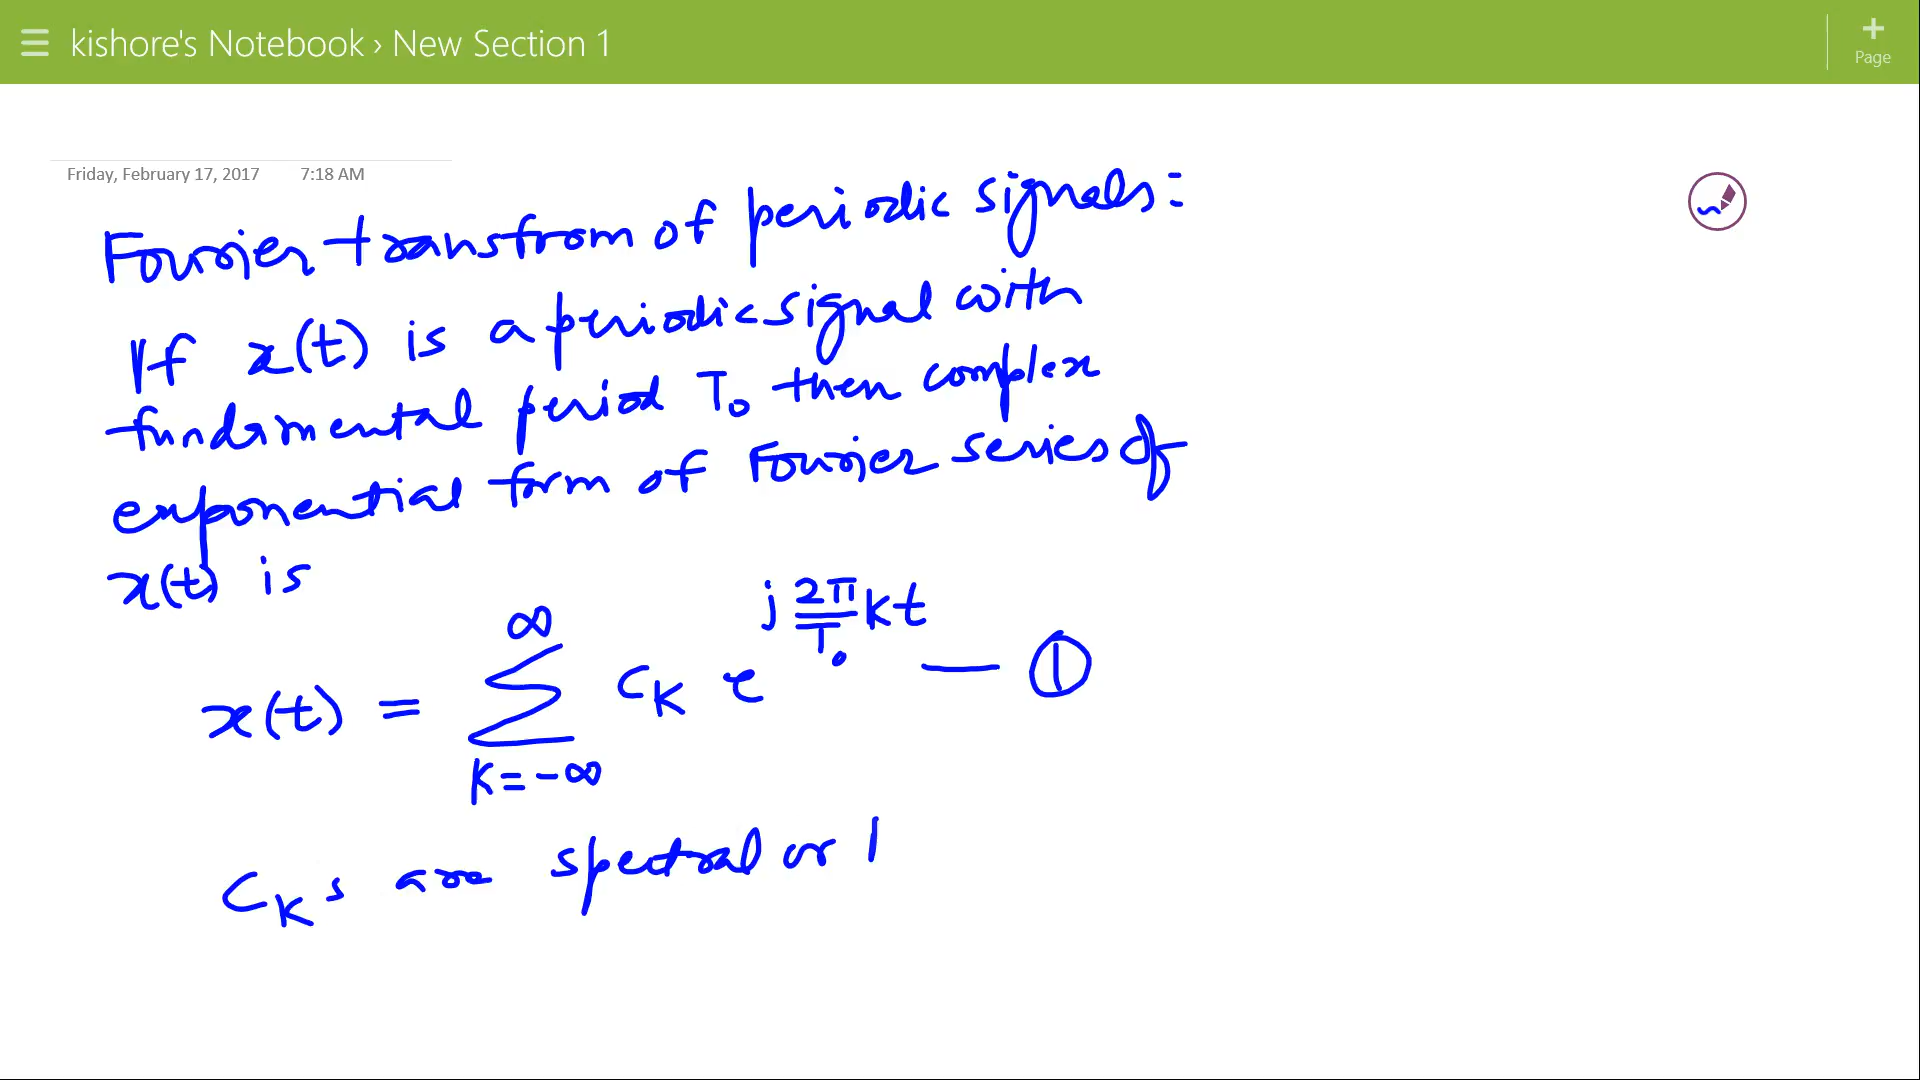 kishore's Notebook › New Section 1
Page
Friday, February 17, 2017 7:18 AM
Fourier transfrom of periodic signals:
If x(t) is a periodic signal with
fundamental period T₀ then complex
exponential form of Fourier series of
x(t) is
x(t) = ∑_{k=-∞}^{∞} c_k e^{j (2π/T₀) kt} — ①
c_k s are spectral or